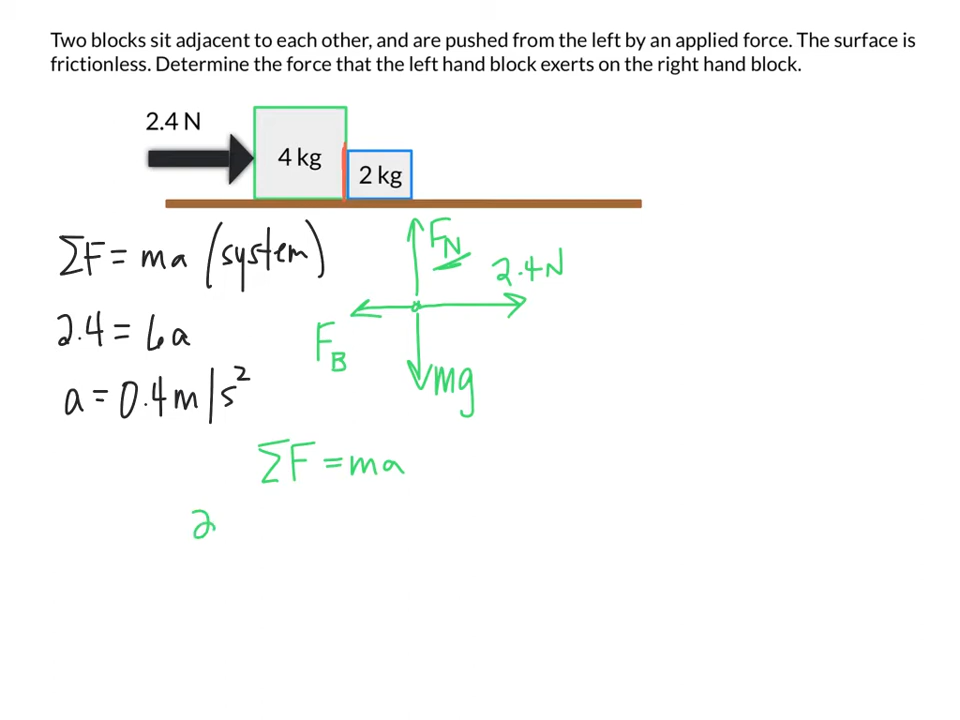 Two blocks sit adjacent to each other, and are pushed from the left by an applied force. The surface is
frictionless. Determine the force that the left hand block exerts on the right hand block.
2.4 N
4 kg
2 kg
ΣF = ma (system)
2.4 = 6a
a = 0.4 m/s²
F_N
2.4N
F_B
mg
ΣF = ma
2